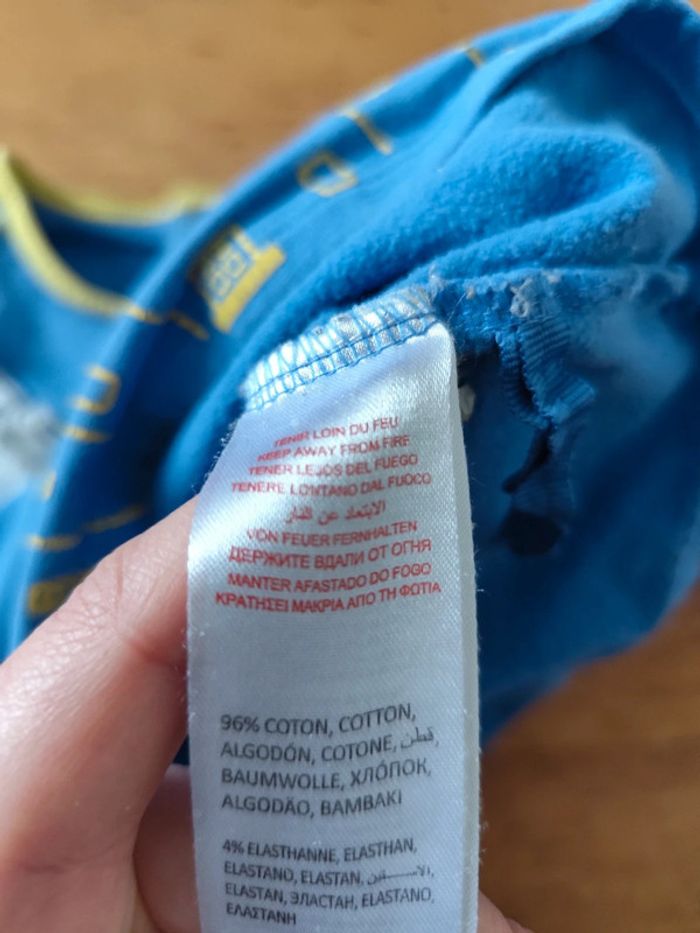 TENIR LOIN DU FEU
KEEP AWAY FROM FIRE
TENER LEJOS DEL FUEGO
TENERE LONTANO DAL FUOCO
الابتعاد عن النار
VON FEUER FERNHALTEN
ДЕРЖИТЕ ВДАЛИ ОТ ОГНЯ
MANTER AFASTADO DO FOGO
ΚΡΑΤΗΣΕΙ ΜΑΚΡΙΑ ΑΠΟ ΤΗ ΦΩΤΙΑ
96% COTON, COTTON,
ALGODÓN, COTONE, قطن,
BAUMWOLLE, ХЛÓПОК,
ALGODÃO, ΒΑΜΒΑΚΙ
4% ELASTHANNE, ELASTHAN,
ELASTANO, ELASTAN,
ELASTAN, ЭЛАСТАН, ELASTANO,
ΕΛΑΣΤΑΝΗ